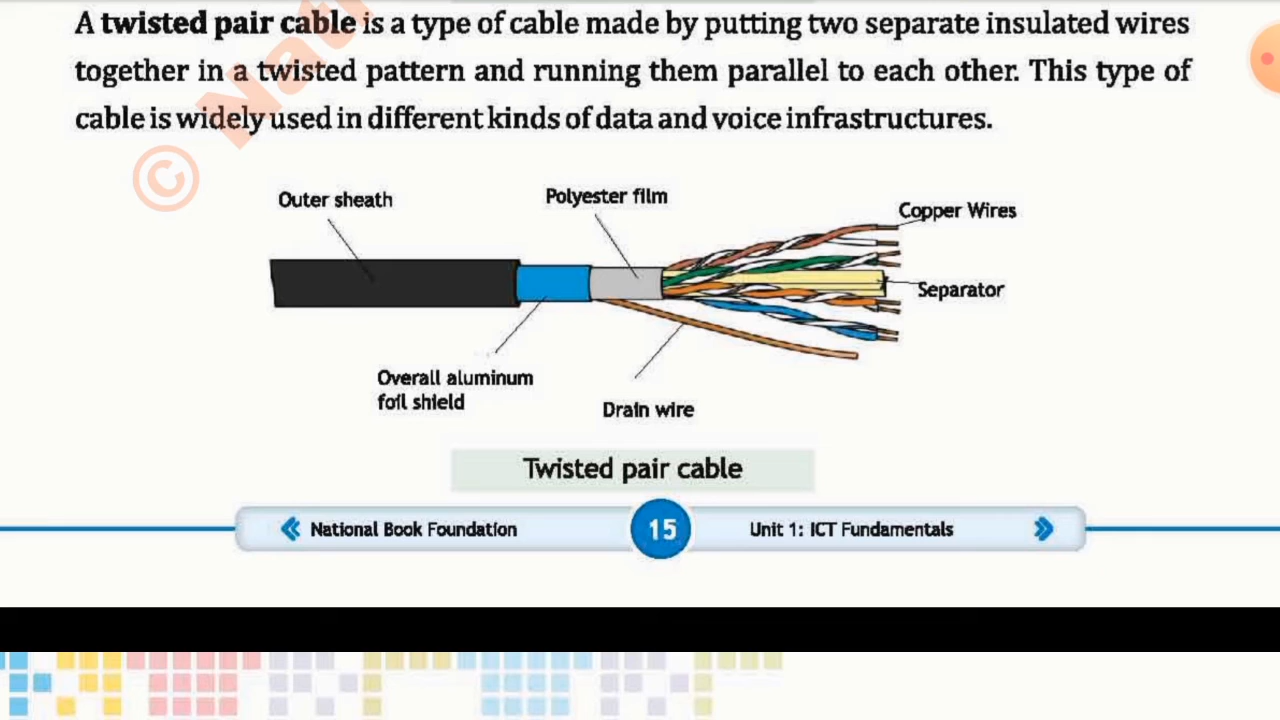 A twisted pair cable is a type of cable made by putting two separate insulated wires
together in a twisted pattern and running them parallel to each other. This type of
cable is widely used in different kinds of data and voice infrastructures.
© Nati
Outer sheath
Polyester film
Copper Wires
Separator
Overall aluminum
foil shield
Drain wire
Twisted pair cable
National Book Foundation
15
Unit 1: ICT Fundamentals